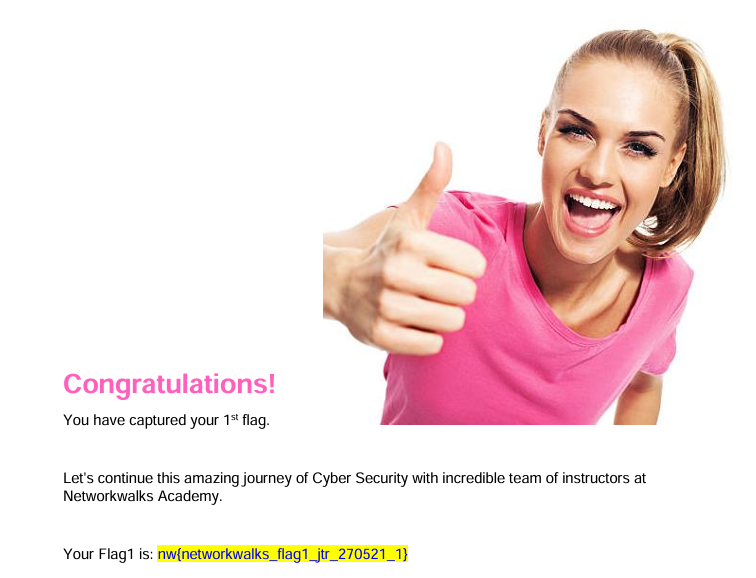 Congratulations!
You have captured your 1st flag.
Let's continue this amazing journey of Cyber Security with incredible team of instructors at
Networkwalks Academy.
Your Flag1 is: nw{networkwalks_flag1_jtr_270521_1}